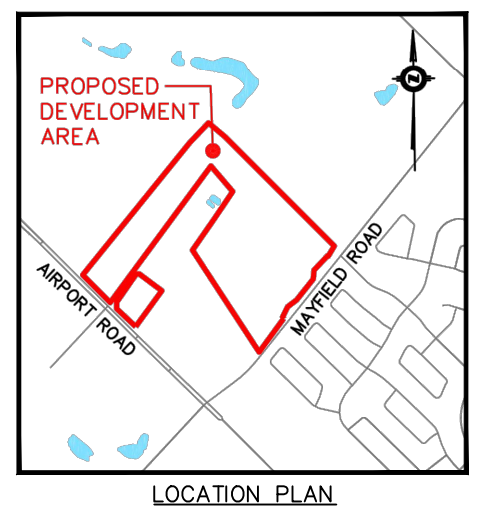 PROPOSED
DEVELOPMENT
AREA
N
MAYFIELD ROAD
AIRPORT ROAD
LOCATION PLAN